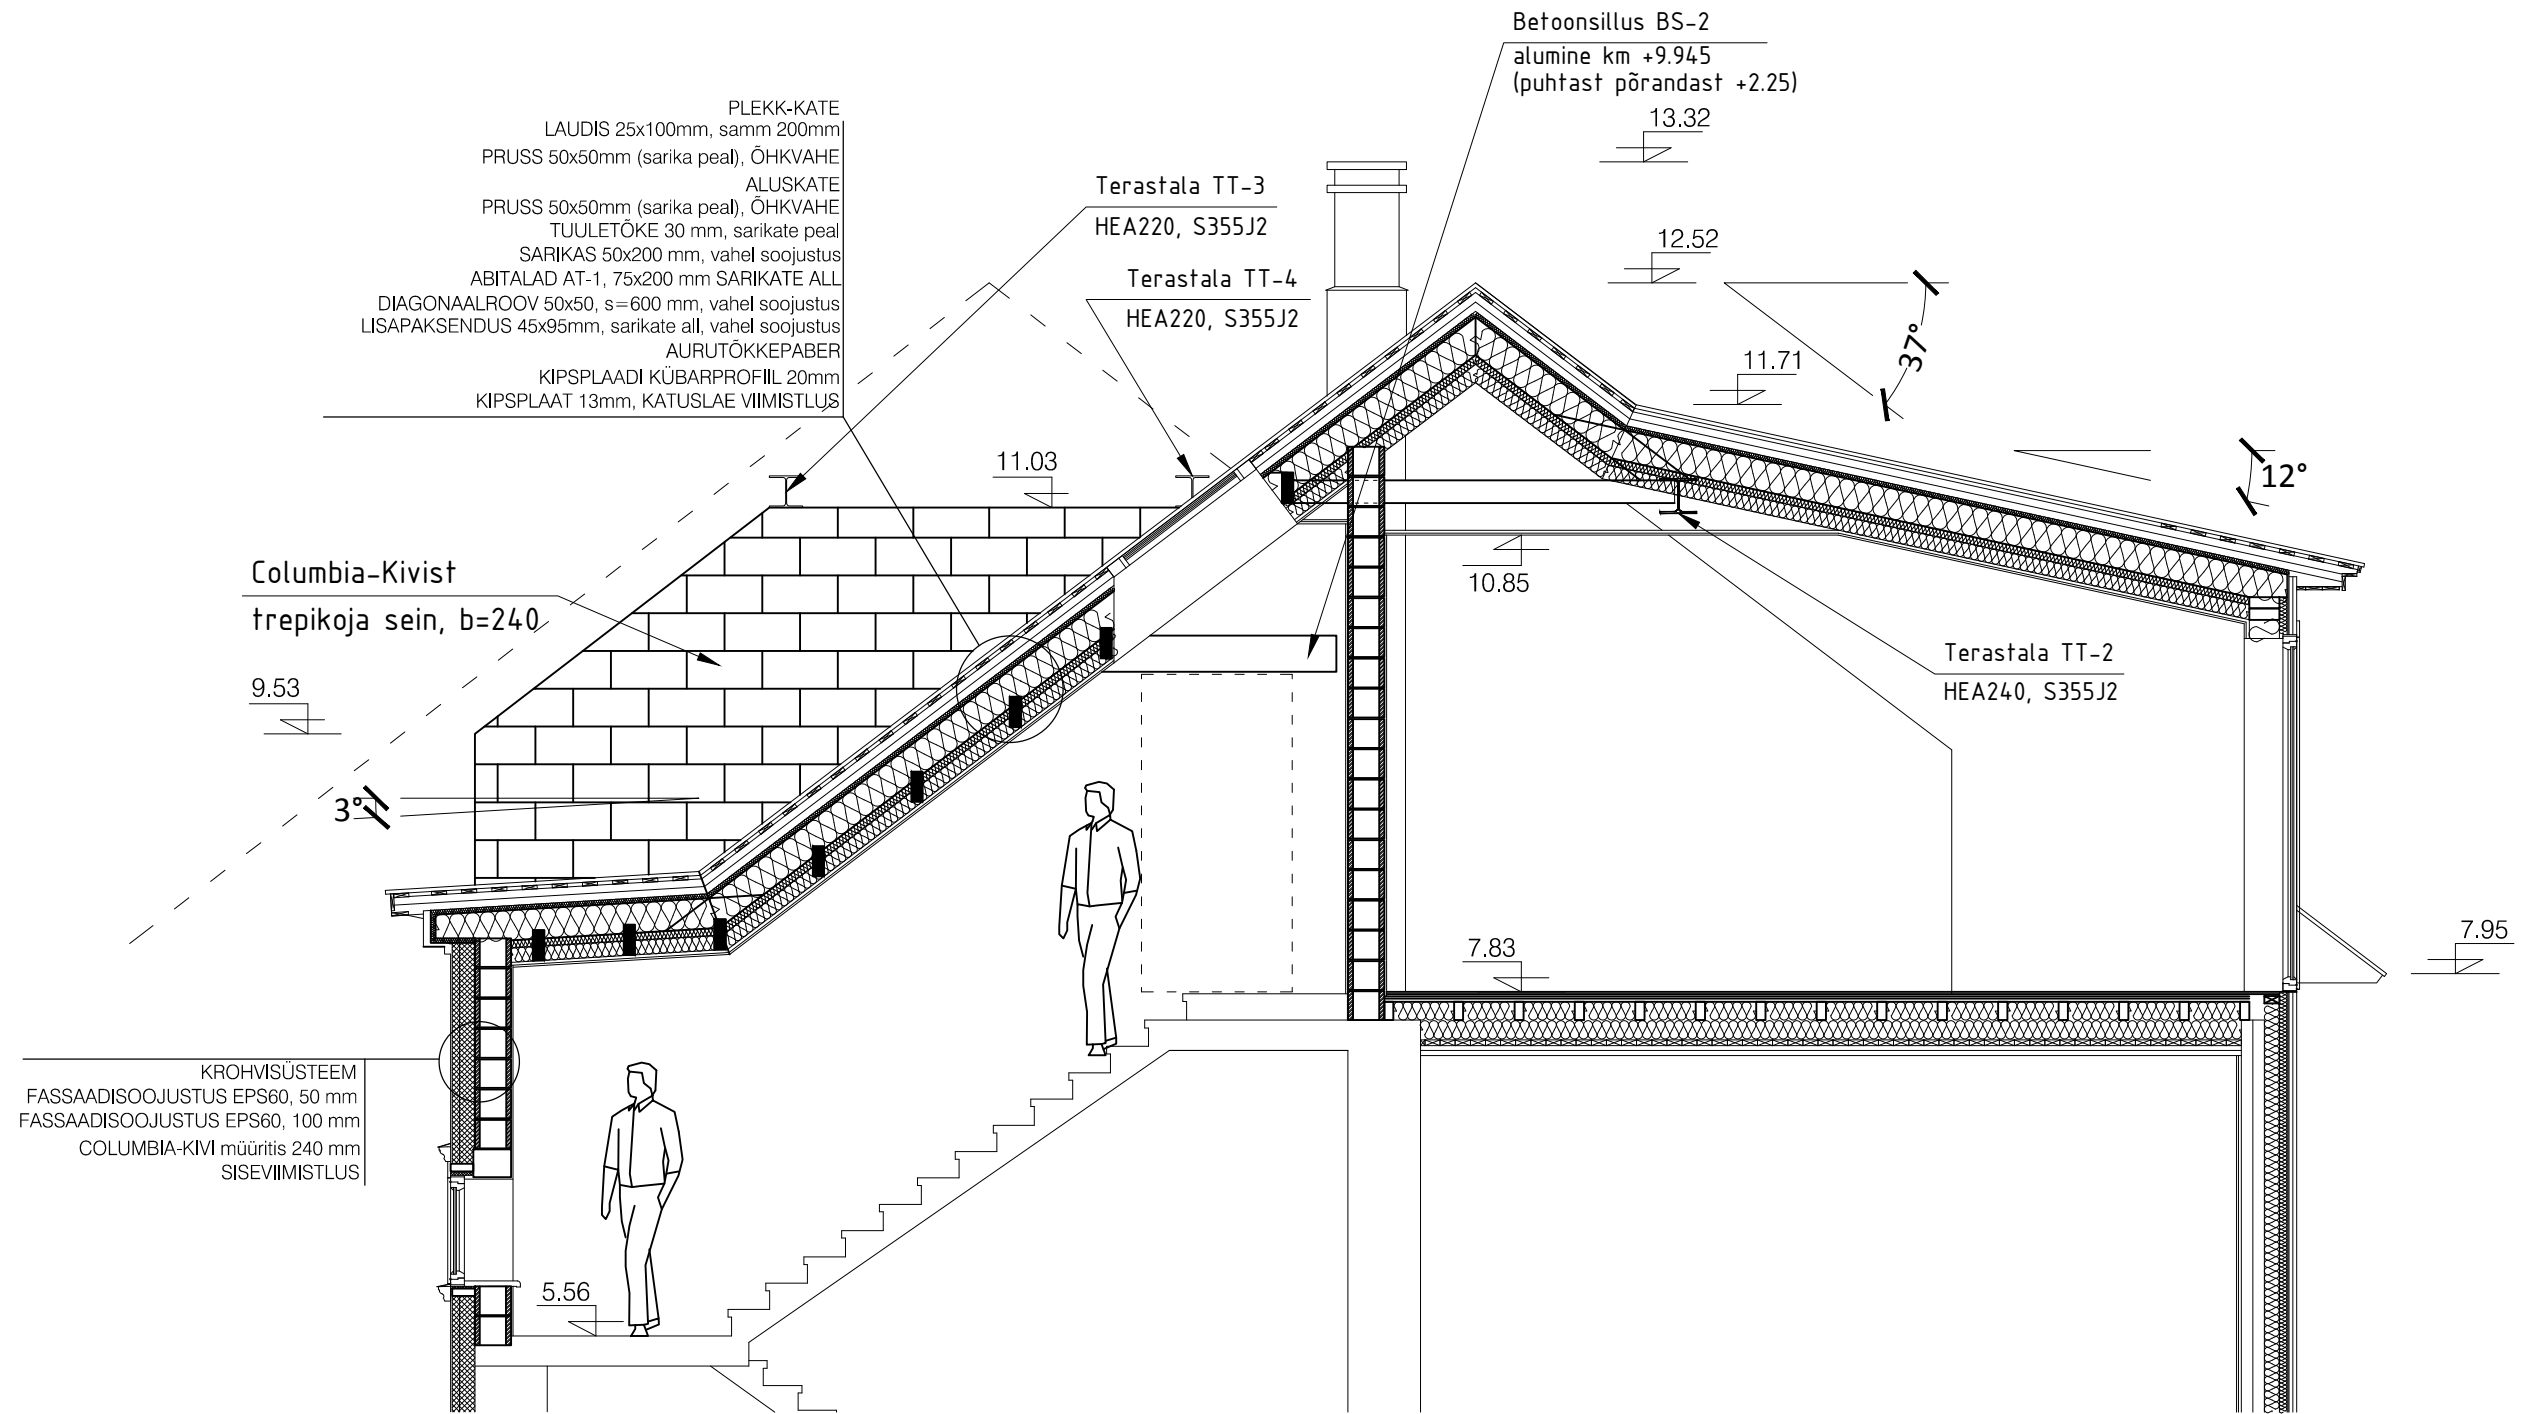 Betoonsillus BS-2
alumine km +9.945
(puhtast põrandast +2.25)
13.32
PLEKK-KATE
LAUDIS 25x100mm, samm 200mm
PRUSS 50x50mm (sarika peal), ÕHKVAHE
ALUSKATE
PRUSS 50x50mm (sarika peal), ÕHKVAHE
TUULETÕKE 30 mm, sarikate peal
SARIKAS 50x200 mm, vahel soojustus
ABITALAD AT-1, 75x200 mm SARIKATE ALL
DIAGONAALROOV 50x50, s=600 mm, vahel soojustus
LISAPAKSENDUS 45x95mm, sarikate all, vahel soojustus
AURUTÕKKEPABER
KIPSPLAADI KÜBARPROFIIL 20mm
KIPSPLAAT 13mm, KATUSLAE VIIMISTLUS
Terastala TT-3
HEA220, S355J2
Terastala TT-4
HEA220, S355J2
12.52
37°
11.71
12°
11.03
Columbia-Kivist
trepikoja sein, b=240
10.85
9.53
Terastala TT-2
HEA240, S355J2
3°
7.83
7.95
KROHVISÜSTEEM
FASSAADISOOJUSTUS EPS60, 50 mm
FASSAADISOOJUSTUS EPS60, 100 mm
COLUMBIA-KIVI müüritis 240 mm
SISEVIIMISTLUS
5.56